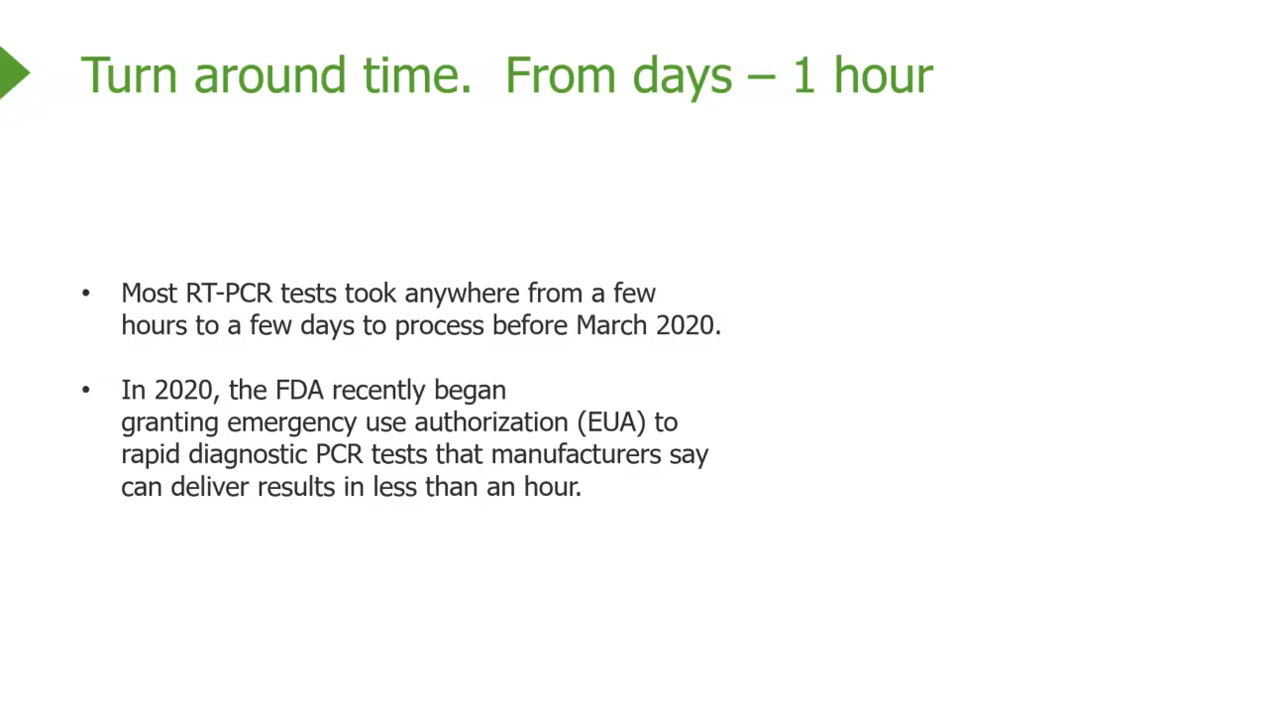 Turn around time.  From days – 1 hour
• Most RT-PCR tests took anywhere from a few
hours to a few days to process before March 2020.
• In 2020, the FDA recently began
granting emergency use authorization (EUA) to
rapid diagnostic PCR tests that manufacturers say
can deliver results in less than an hour.